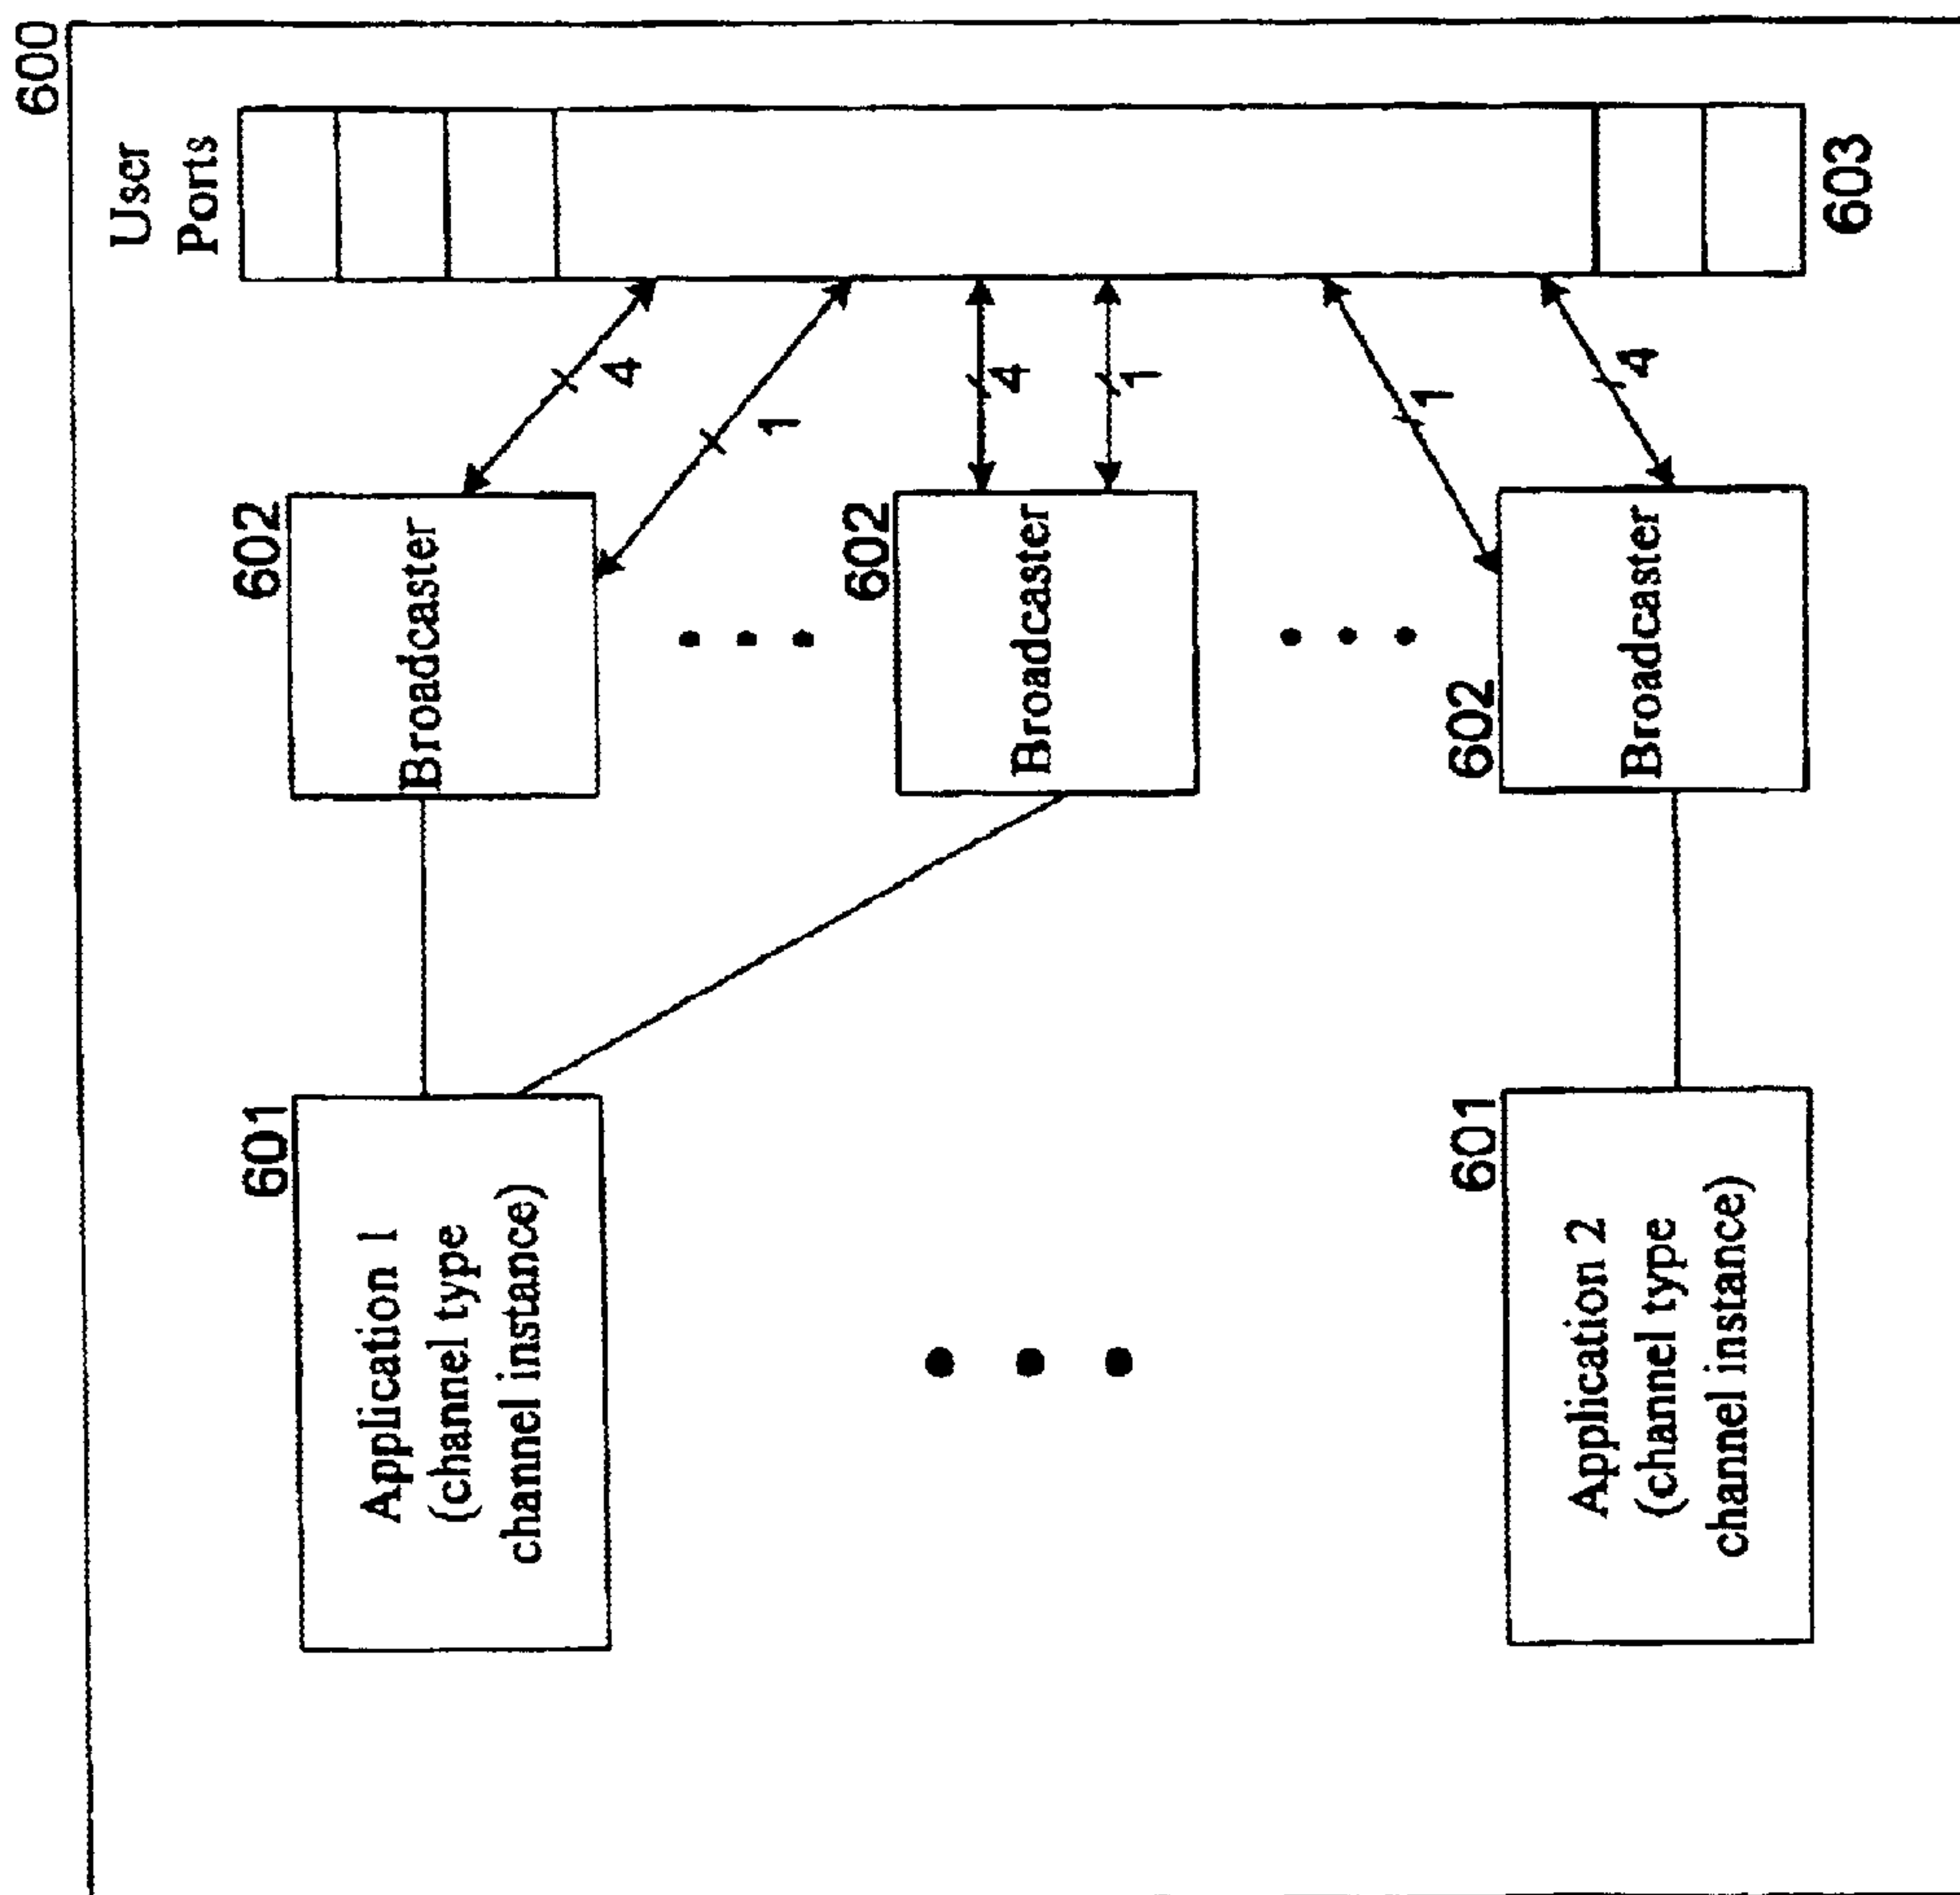 600
User
Ports
601
602
Application 1
(channel type
channel instance)
Broadcaster
4
1
602
Broadcaster
4
1
601
602
1
Application 2
(channel type
channel instance)
Broadcaster
4
603